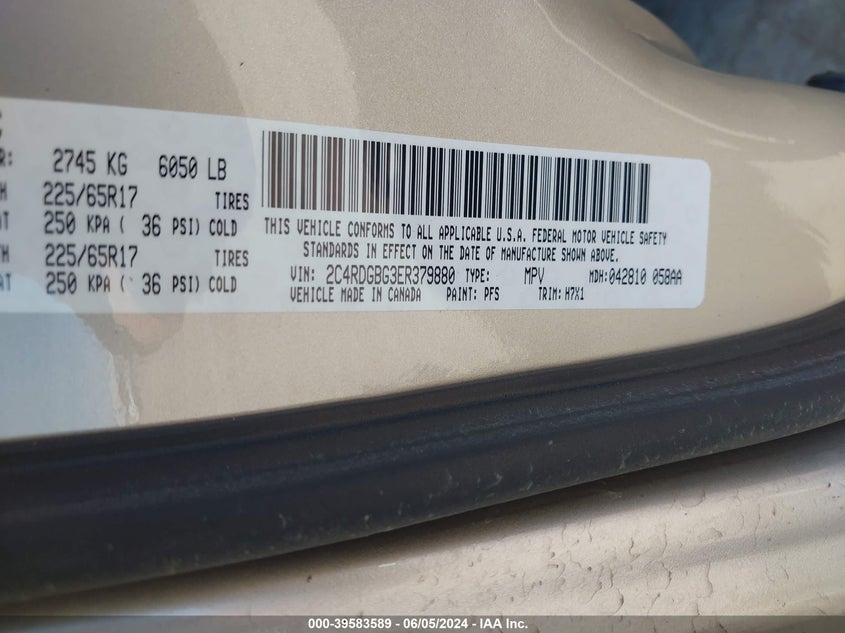 R: 2745 KG 6050 LB
225/65R17 TIRES
250 KPA ( 36 PSI) COLD
225/65R17 TIRES
250 KPA ( 36 PSI) COLD
THIS VEHICLE CONFORMS TO ALL APPLICABLE U.S.A. FEDERAL MOTOR VEHICLE SAFETY
STANDARDS IN EFFECT ON THE DATE OF MANUFACTURE SHOWN ABOVE.
VIN: 2C4RDGBG3ER379880 TYPE: MPV MDH:042810 058AA
VEHICLE MADE IN CANADA PAINT: PFS TRIM: H7X1
000-39583589 - 06/05/2024 - IAA Inc.